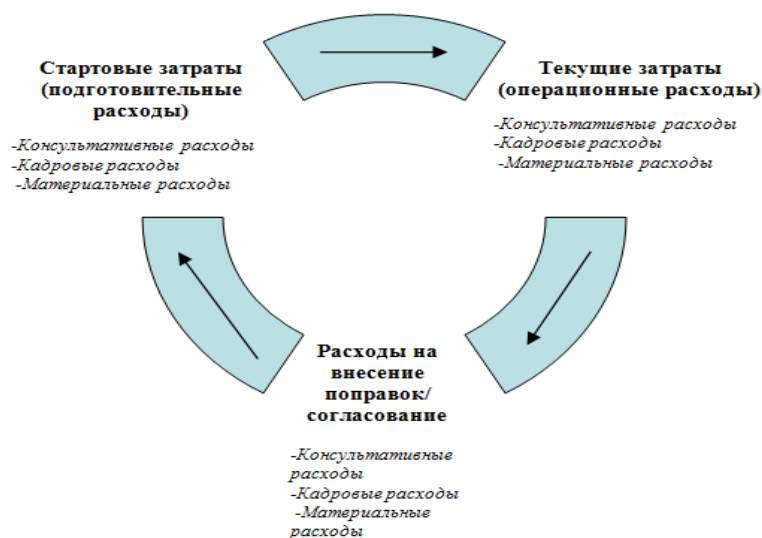 Стартовые затраты
(подготовительные
расходы)
-Консультативные расходы
-Кадровые расходы
-Материальные расходы
Текущие затраты
(операционные расходы)
-Консультативные расходы
-Кадровые расходы
-Материальные расходы
Расходы на
внесение
поправок/
согласование
-Консультативные
расходы
-Кадровые расходы
-Материальные
расходы